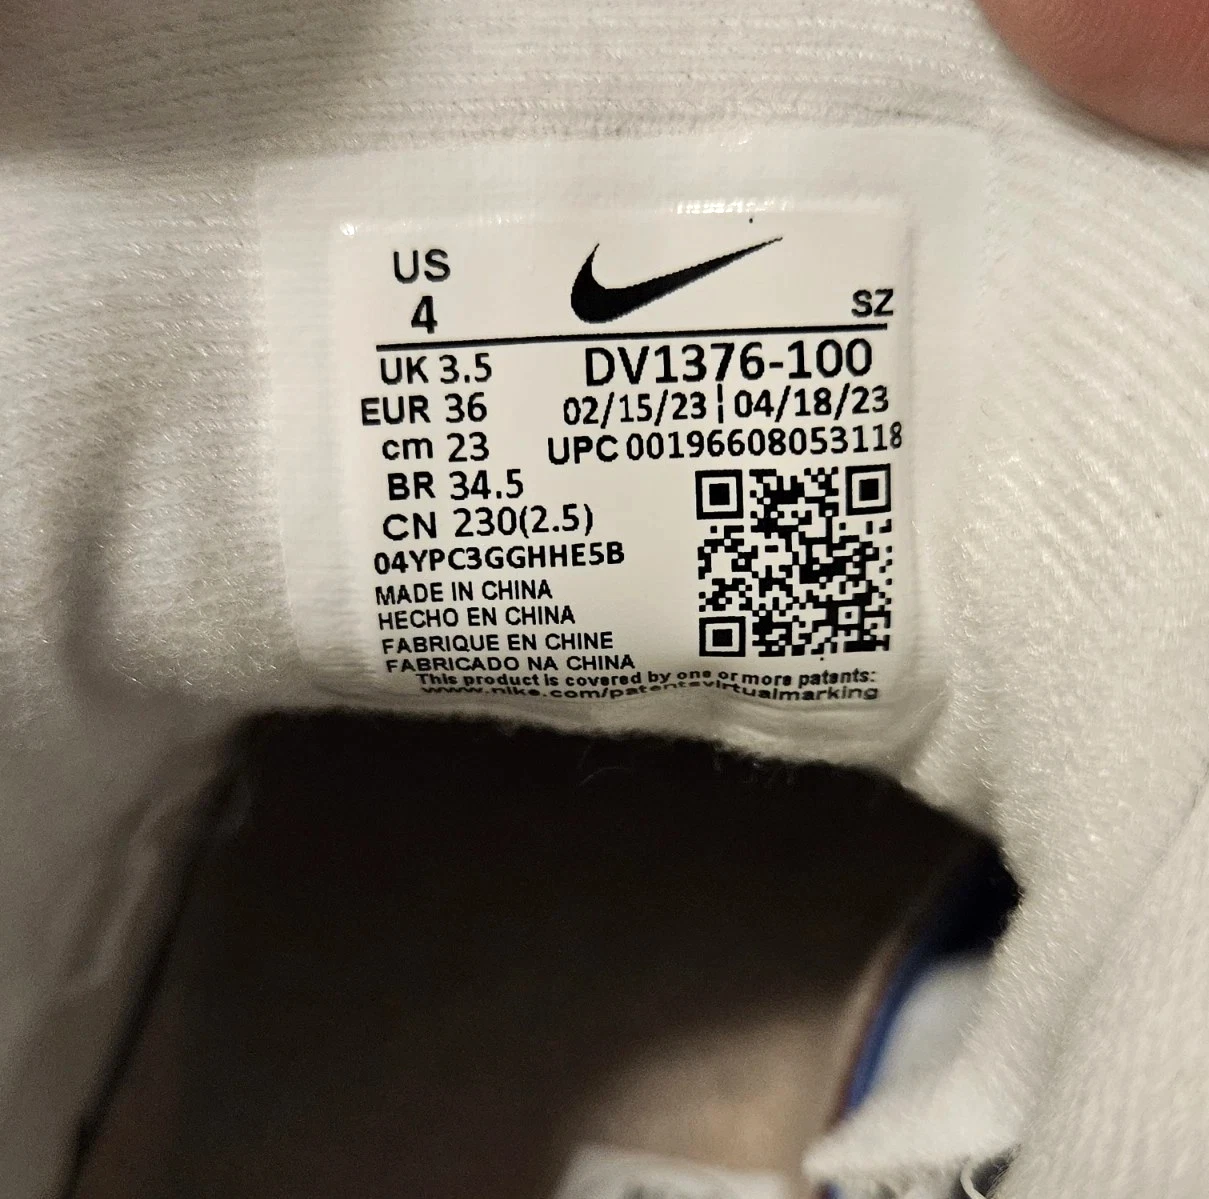 US
4
SZ
UK 3.5
DV1376-100
EUR 36
02/15/23 | 04/18/23
cm 23
UPC 00196608053118
BR 34.5
CN 230(2.5)
04YPC3GGHHE5B
MADE IN CHINA
HECHO EN CHINA
FABRIQUE EN CHINE
FABRICADO NA CHINA
This product is covered by one or more patents:
www.nike.com/patentsvirtualmarking